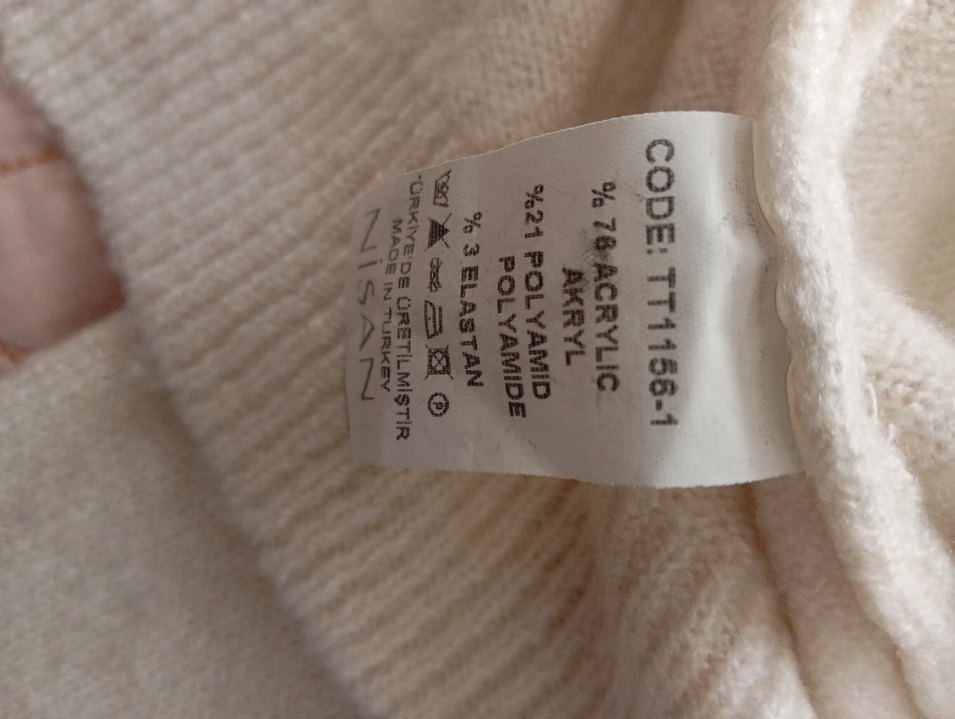 CODE: TT1156-1
% 76 ACRYLIC
AKRYL
%21 POLYAMID
POLYAMIDE
% 3 ELASTAN
P
TÜRKİYE'DE ÜRETİLMİŞTİR
MADE IN TURKEY
NİSAN